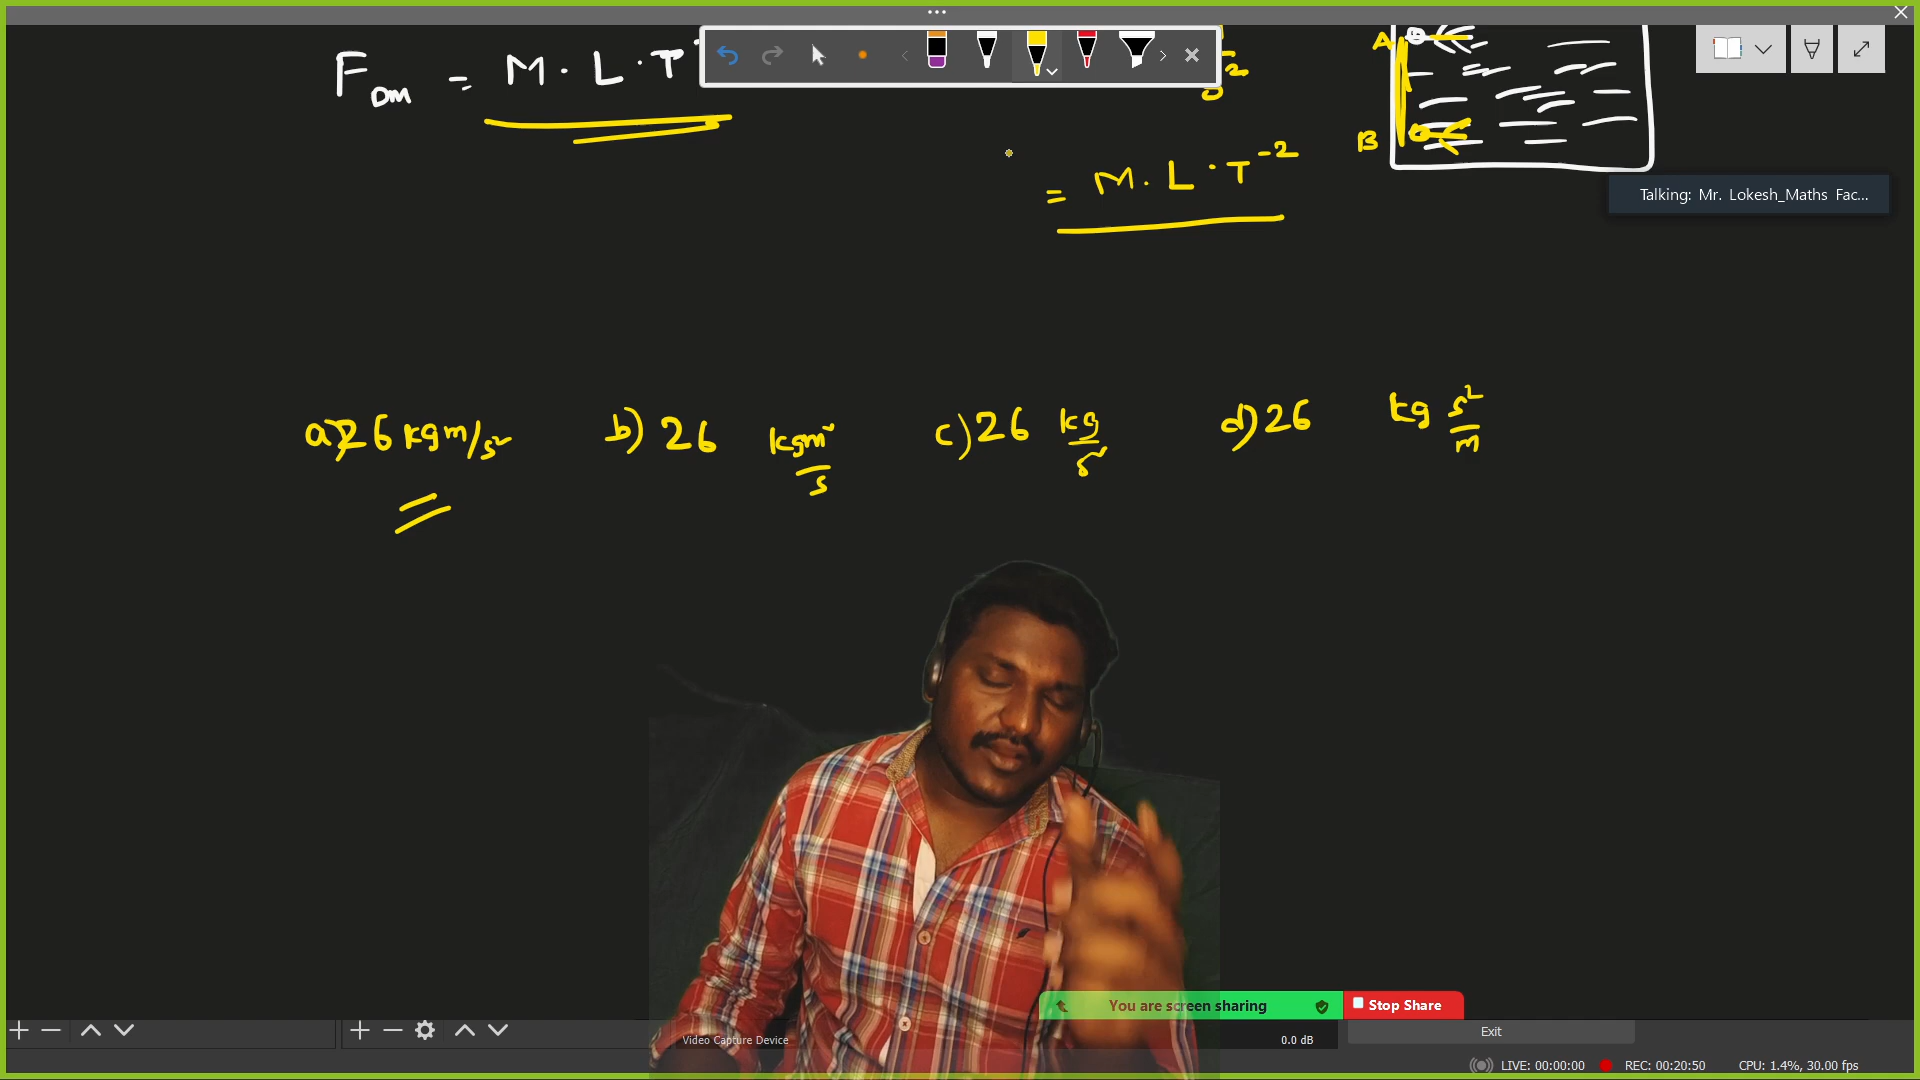 F DM = M . L . T
A
B
= M . L . T⁻²
Talking: Mr. Lokesh_Maths Fac...
a) 26 kg m/s² b) 26 kgm²/s c) 26 kg/s² d) 26 kg s²/m
You are screen sharing Stop Share
Video Capture Device 0.0 dB Exit
LIVE: 00:00:00 REC: 00:20:50 CPU: 1.4%, 30.00 fps